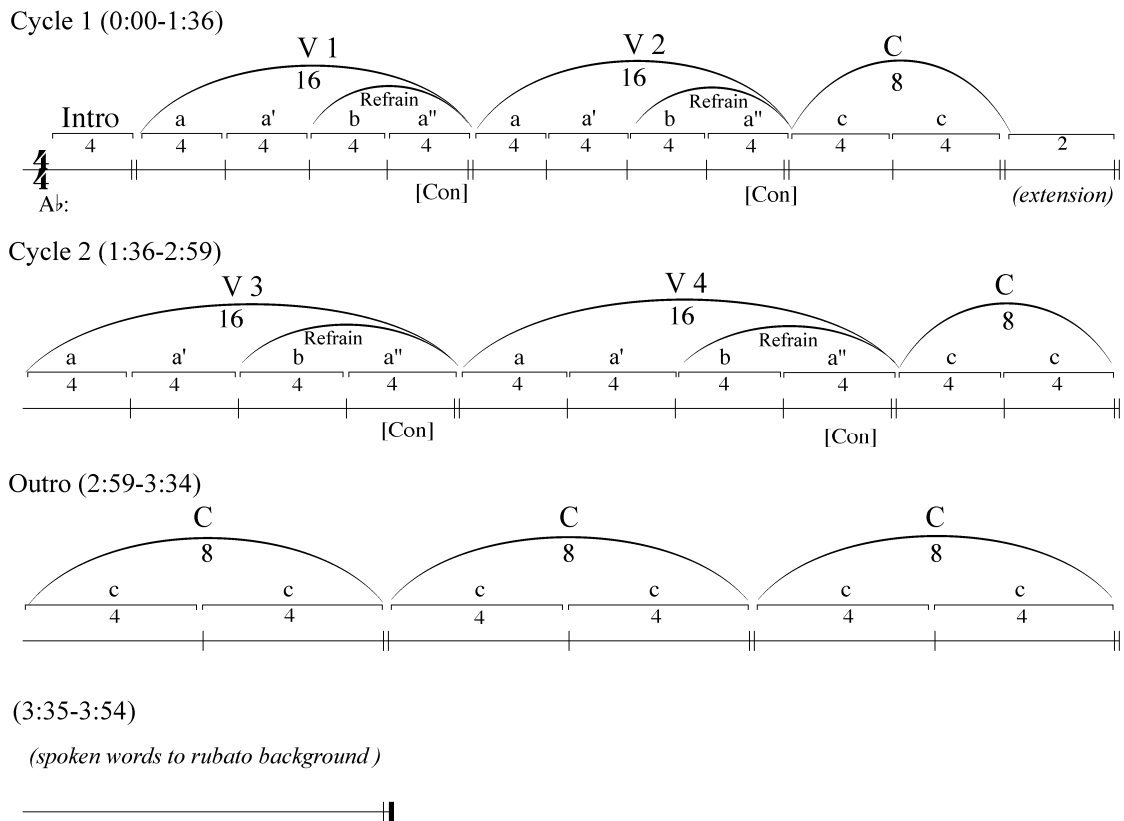 Cycle 1 (0:00-1:36)
V 1 V 2 C
16 16 8
Refrain Refrain
Intro a a' b a'' a a' b a'' c c
4 4 4 4 4 4 4 4 4 4 4 2
4
4
[Con] [Con] (extension)
A♭:
Cycle 2 (1:36-2:59)
V 3 V 4 C
16 16 8
Refrain Refrain
a a' b a'' a a' b a'' c c
4 4 4 4 4 4 4 4 4 4
[Con] [Con]
Outro (2:59-3:34)
C C C
8 8 8
c c c c c c
4 4 4 4 4 4
(3:35-3:54)
(spoken words to rubato background )